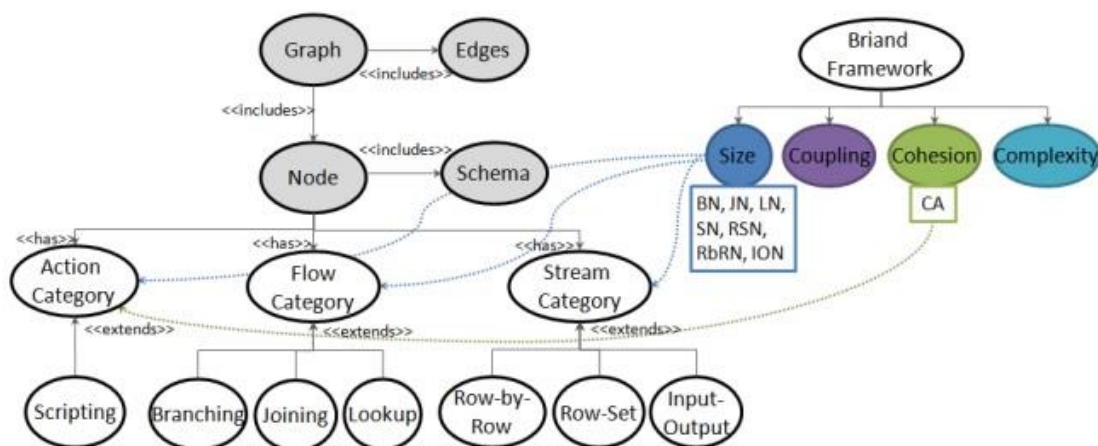 Graph
Edges
<<includes>>
<<includes>>
Briand
Framework
Node
<<includes>>
Schema
Size
Coupling
Cohesion
Complexity
BN, JN, LN,
SN, RSN,
RbRN, ION
CA
<<has>>
<<has>>
<<has>>
Action
Category
Flow
Category
Stream
Category
<<extends>>
<<extends>>
<<extends>>
Scripting
Branching
Joining
Lookup
Row-by-
Row
Row-Set
Input-
Output